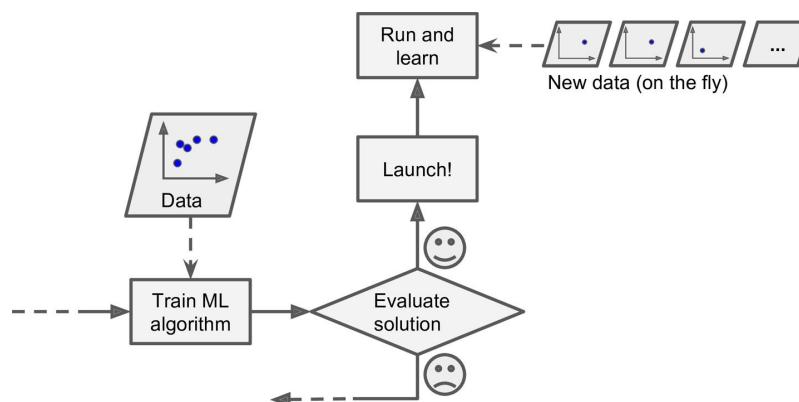 Run and
learn
...
New data (on the fly)
Launch!
Data
Train ML
algorithm
Evaluate
solution